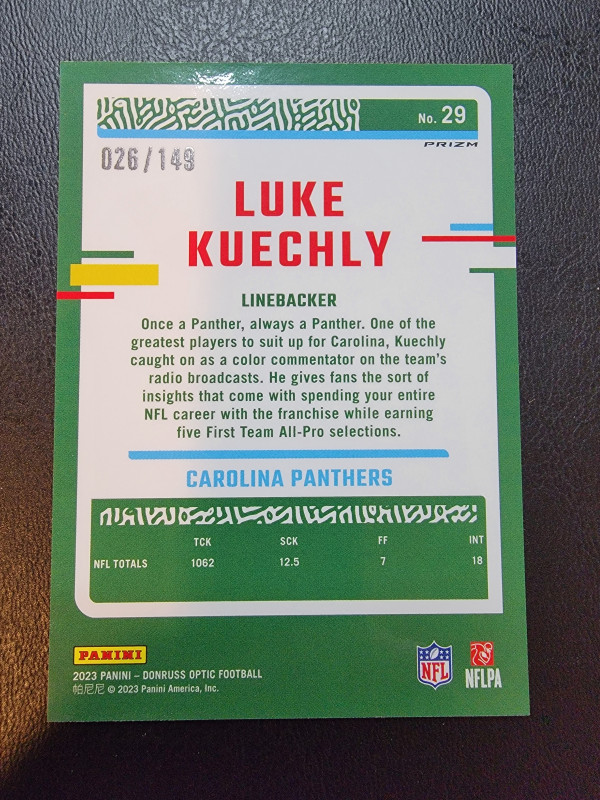 No. 29
PRIZM
026/149
LUKE
KUECHLY
LINEBACKER
Once a Panther, always a Panther. One of the
greatest players to suit up for Carolina, Kuechly
caught on as a color commentator on the team's
radio broadcasts. He gives fans the sort of
insights that come with spending your entire
NFL career with the franchise while earning
five First Team All-Pro selections.
CAROLINA PANTHERS
TCK SCK FF INT
NFL TOTALS 1062 12.5 7 18
PANINI
2023 PANINI – DONRUSS OPTIC FOOTBALL
帕尼尼 © 2023 Panini America, Inc.
NFL
NFLPA